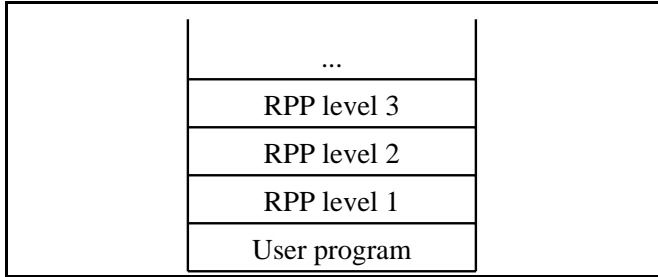 ...
RPP level 3
RPP level 2
RPP level 1
User program